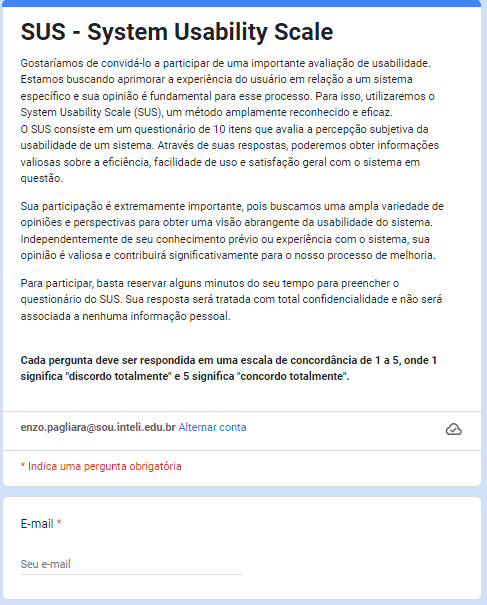 SUS - System Usability Scale
Gostaríamos de convidá-lo a participar de uma importante avaliação de usabilidade.
Estamos buscando aprimorar a experiência do usuário em relação a um sistema
específico e sua opinião é fundamental para esse processo. Para isso, utilizaremos o
System Usability Scale (SUS), um método amplamente reconhecido e eficaz.
O SUS consiste em um questionário de 10 itens que avalia a percepção subjetiva da
usabilidade de um sistema. Através de suas respostas, poderemos obter informações
valiosas sobre a eficiência, facilidade de uso e satisfação geral com o sistema em
questão.
Sua participação é extremamente importante, pois buscamos uma ampla variedade de
opiniões e perspectivas para obter uma visão abrangente da usabilidade do sistema.
Independentemente de seu conhecimento prévio ou experiência com o sistema, sua
opinião é valiosa e contribuirá significativamente para o nosso processo de melhoria.
Para participar, basta reservar alguns minutos do seu tempo para preencher o
questionário do SUS. Sua resposta será tratada com total confidencialidade e não será
associada a nenhuma informação pessoal.
Cada pergunta deve ser respondida em uma escala de concordância de 1 a 5, onde 1
significa "discordo totalmente" e 5 significa "concordo totalmente".
enzo.pagliara@sou.inteli.edu.br Alternar conta
* Indica uma pergunta obrigatória
E-mail *
Seu e-mail